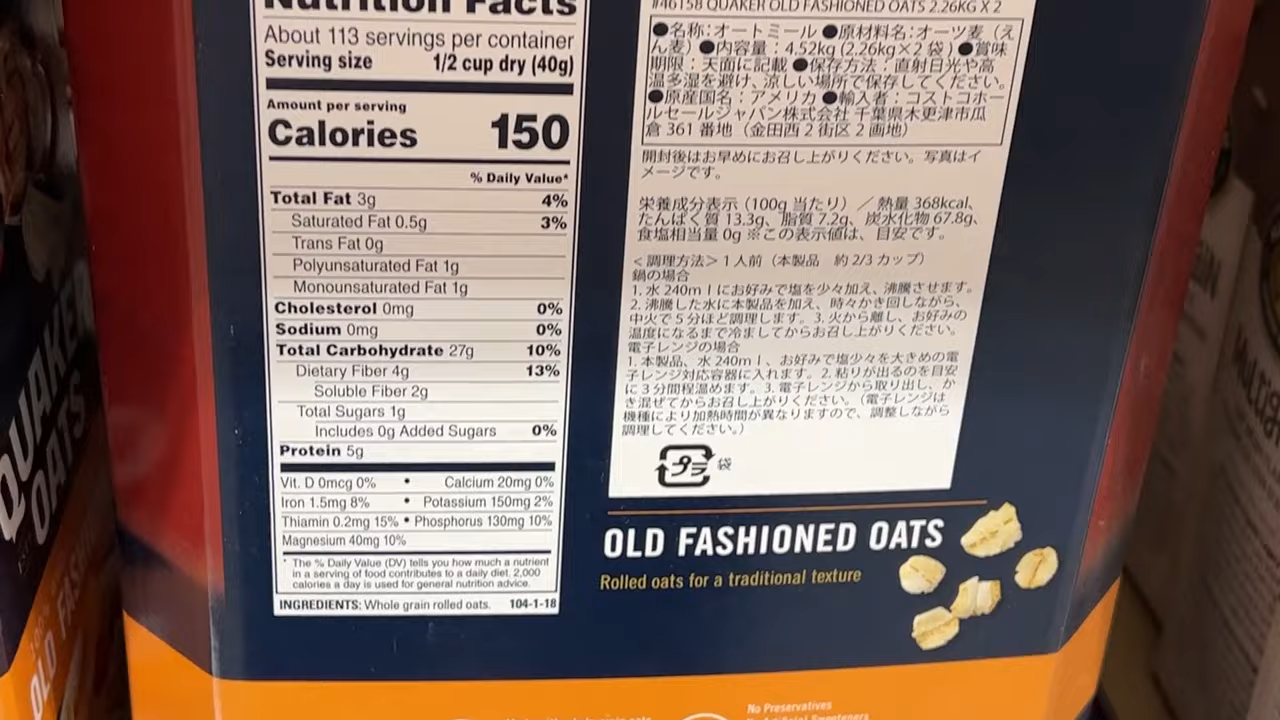 Nutrition Facts
About 113 servings per container
Serving size 1/2 cup dry (40g)
Amount per serving
Calories 150
% Daily Value*
Total Fat 3g 4%
Saturated Fat 0.5g 3%
Trans Fat 0g
Polyunsaturated Fat 1g
Monounsaturated Fat 1g
Cholesterol 0mg 0%
Sodium 0mg 0%
Total Carbohydrate 27g 10%
Dietary Fiber 4g 13%
Soluble Fiber 2g
Total Sugars 1g
Includes 0g Added Sugars 0%
Protein 5g
Vit. D 0mcg 0% • Calcium 20mg 0%
Iron 1.5mg 8% • Potassium 150mg 2%
Thiamin 0.2mg 15% • Phosphorus 130mg 10%
Magnesium 40mg 10%
* The % Daily Value (DV) tells you how much a nutrient
in a serving of food contributes to a daily diet. 2,000
calories a day is used for general nutrition advice.
INGREDIENTS: Whole grain rolled oats. 104-1-18
#46158 QUAKER OLD FASHIONED OATS 2.26KG X 2
●名称：オートミール ●原材料名：オーツ麦（え
ん麦）●内容量：4.52kg (2.26kg×2 袋 ) ●賞味
期限：天面に記載 ●保存方法：直射日光や高
温多湿を避け、涼しい場所で保存してください。
●原産国名：アメリカ ●輸入者：コストコホー
ルセールジャパン株式会社 千葉県木更津市瓜
倉 361 番地（金田西 2 街区 2 画地）
開封後はお早めにお召し上がりください。写真はイ
メージです。
栄養成分表示（100g 当たり）／ 熱量 368kcal、
たんぱく質 13.3g、脂質 7.2g、炭水化物 67.8g、
食塩相当量 0g ※この表示値は、目安です。
＜調理方法＞1 人前（本製品 約 2/3 カップ）
鍋の場合
1. 水 240mlにお好みで塩を少々加え、沸騰させます。
2. 沸騰した水に本製品を加え、時々かき回しながら、
中火で 5 分ほど調理します。3. 火から離し、お好みの
温度になるまで冷ましてからお召し上がりください。
電子レンジの場合
1. 本製品、水 240ml、お好みで塩少々を大きめの電
子レンジ対応容器に入れます。2. 粘りが出るのを目安
に 3 分間程温めます。3. 電子レンジから取り出し、か
き混ぜてからお召し上がりください。（電子レンジは
機種により加熱時間が異なりますので、調整しながら
調理してください。）
プラ 袋
OLD FASHIONED OATS
Rolled oats for a traditional texture
No Preservatives
QUAKER
OATS
OLD